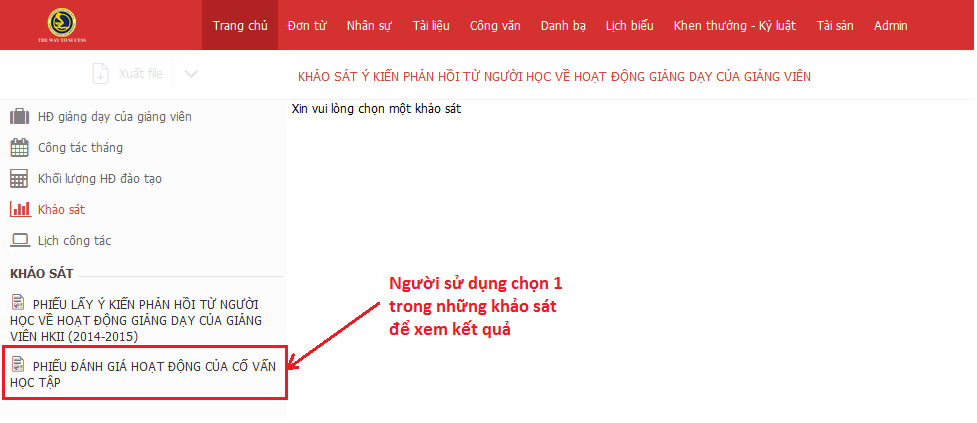 THE WAY TO SUCESS
Trang chủ Đơn từ Nhân sự Tài liệu Công văn Danh bạ Lịch biểu Khen thưởng - Kỷ luật Tài sản Admin
Xuất file
KHẢO SÁT Ý KIẾN PHẢN HỒI TỪ NGƯỜI HỌC VỀ HOẠT ĐỘNG GIẢNG DẠY CỦA GIẢNG VIÊN
Xin vui lòng chọn một khảo sát
HĐ giảng dạy của giảng viên
Công tác tháng
Khối lượng HĐ đào tạo
Khảo sát
Lịch công tác
KHẢO SÁT
PHIẾU LẤY Ý KIẾN PHẢN HỒI TỪ NGƯỜI
HỌC VỀ HOẠT ĐỘNG GIẢNG DẠY CỦA GIẢNG
VIÊN HKII (2014-2015)
PHIẾU ĐÁNH GIÁ HOẠT ĐỘNG CỦA CỐ VẤN
HỌC TẬP
Người sử dụng chọn 1
trong những khảo sát
để xem kết quả